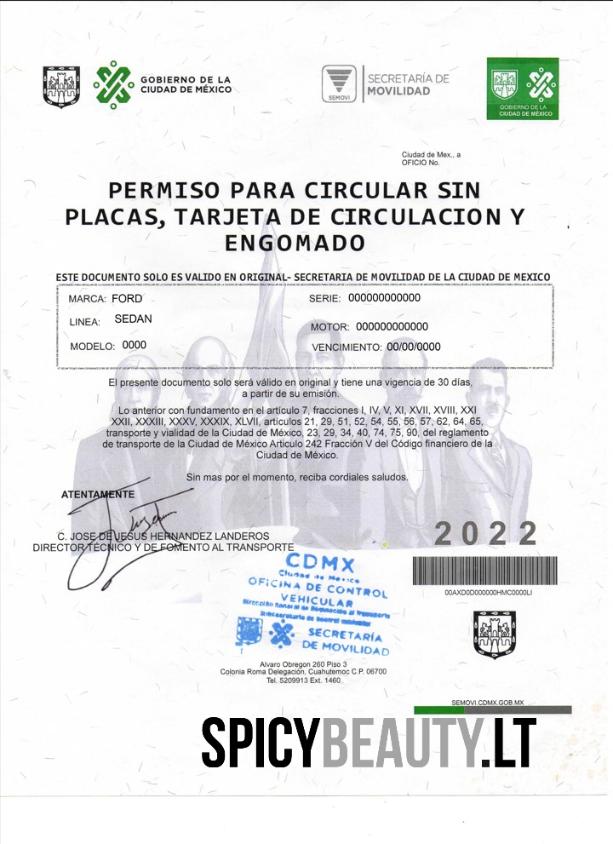 GOBIERNO DE LA
CIUDAD DE MÉXICO
SEMOVI
SECRETARÍA DE
MOVILIDAD
GOBIERNO DE LA
CIUDAD DE MÉXICO
Ciudad de Mex., a
OFICIO No.
PERMISO PARA CIRCULAR SIN
PLACAS, TARJETA DE CIRCULACION Y
ENGOMADO
ESTE DOCUMENTO SOLO ES VALIDO EN ORIGINAL- SECRETARIA DE MOVILIDAD DE LA CIUDAD DE MEXICO
MARCA: FORD SERIE: 000000000000
LINEA: SEDAN MOTOR: 000000000000
MODELO: 0000 VENCIMIENTO: 00/00/0000
El presente documento solo será válido en original y tiene una vigencia de 30 días,
a partir de su emisión.
Lo anterior con fundamento en el artículo 7, fracciones I, IV, V, XI, XVII, XVIII, XXI
XXII, XXXIII, XXXV, XXXIX, XLVII, articulos 21, 29, 51, 52, 54, 55, 56, 57, 62, 64, 65,
transporte y vialidad de la Ciudad de México, 23, 29, 34, 40, 74, 75, 90, del reglamento
de transporte de la Ciudad de México Articulo 242 Fracción V del Código financiero de la
Ciudad de México.
Sin mas por el momento, reciba cordiales saludos.
ATENTAMENTE
C. JOSE DE JESUS HERNANDEZ LANDEROS
DIRECTOR TÉCNICO Y DE FOMENTO AL TRANSPORTE
2022
00AXD0D000000HMC0000LI
CDMX
Ciudad de México
OFICINA DE CONTROL
VEHICULAR
SECRETARÍA
DE MOVILIDAD
Alvaro Obregon 260 Piso 3
Colonia Roma Delegación, Cuahutemoc C.P. 06700
Tel. 5209913 Ext. 1460
SEMOVI.CDMX.GOB.MX
SPICYBEAUTY.LT